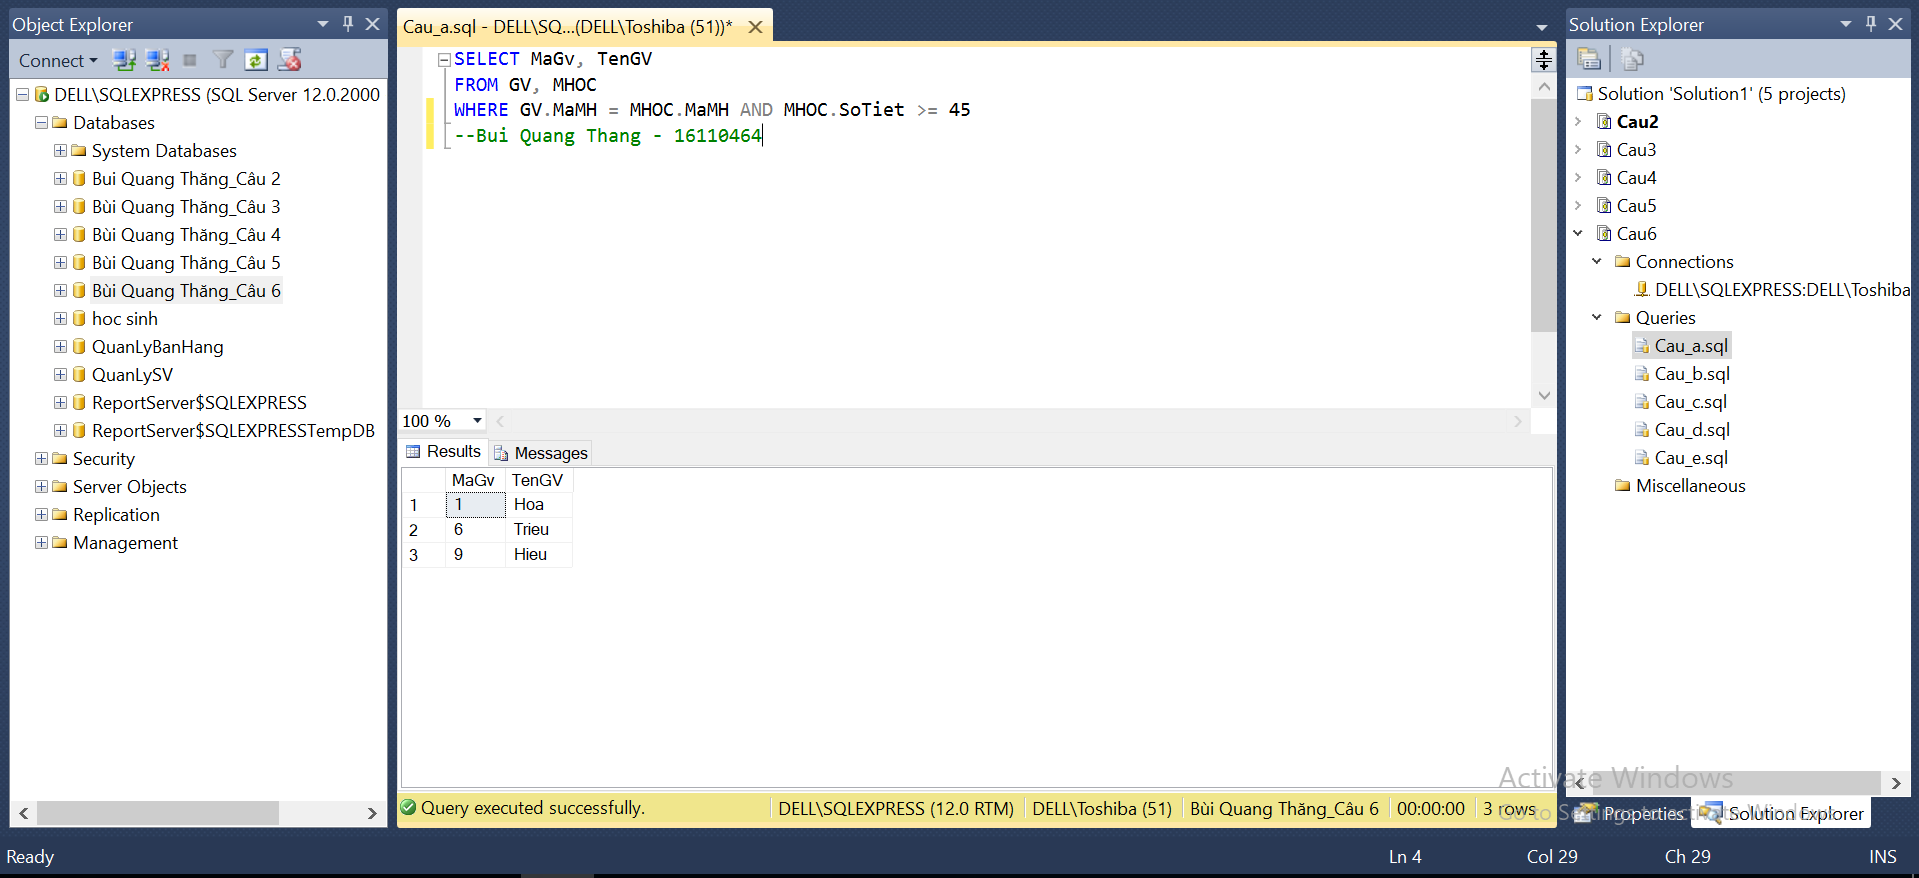 Object Explorer
Connect
DELL\SQLEXPRESS (SQL Server 12.0.2000
Databases
System Databases
Bui Quang Thăng_Câu 2
Bùi Quang Thăng_Câu 3
Bùi Quang Thăng_Câu 4
Bùi Quang Thăng_Câu 5
Bùi Quang Thăng_Câu 6
hoc sinh
QuanLyBanHang
QuanLySV
ReportServer$SQLEXPRESS
ReportServer$SQLEXPRESSTempDB
Security
Server Objects
Replication
Management
Cau_a.sql - DELL\SQ...(DELL\Toshiba (51))*
SELECT MaGv, TenGV
FROM GV, MHOC
WHERE GV.MaMH = MHOC.MaMH AND MHOC.SoTiet >= 45
--Bui Quang Thang - 16110464
100 %
Results Messages
MaGv TenGV
1 1 Hoa
2 6 Trieu
3 9 Hieu
Query executed successfully. DELL\SQLEXPRESS (12.0 RTM) DELL\Toshiba (51) Bùi Quang Thăng_Câu 6 00:00:00 3 rows
Solution Explorer
Solution 'Solution1' (5 projects)
Cau2
Cau3
Cau4
Cau5
Cau6
Connections
DELL\SQLEXPRESS:DELL\Toshiba
Queries
Cau_a.sql
Cau_b.sql
Cau_c.sql
Cau_d.sql
Cau_e.sql
Miscellaneous
Activate Windows
Go to Settings to activate Windows.
Properties Solution Explorer
Ready Ln 4 Col 29 Ch 29 INS